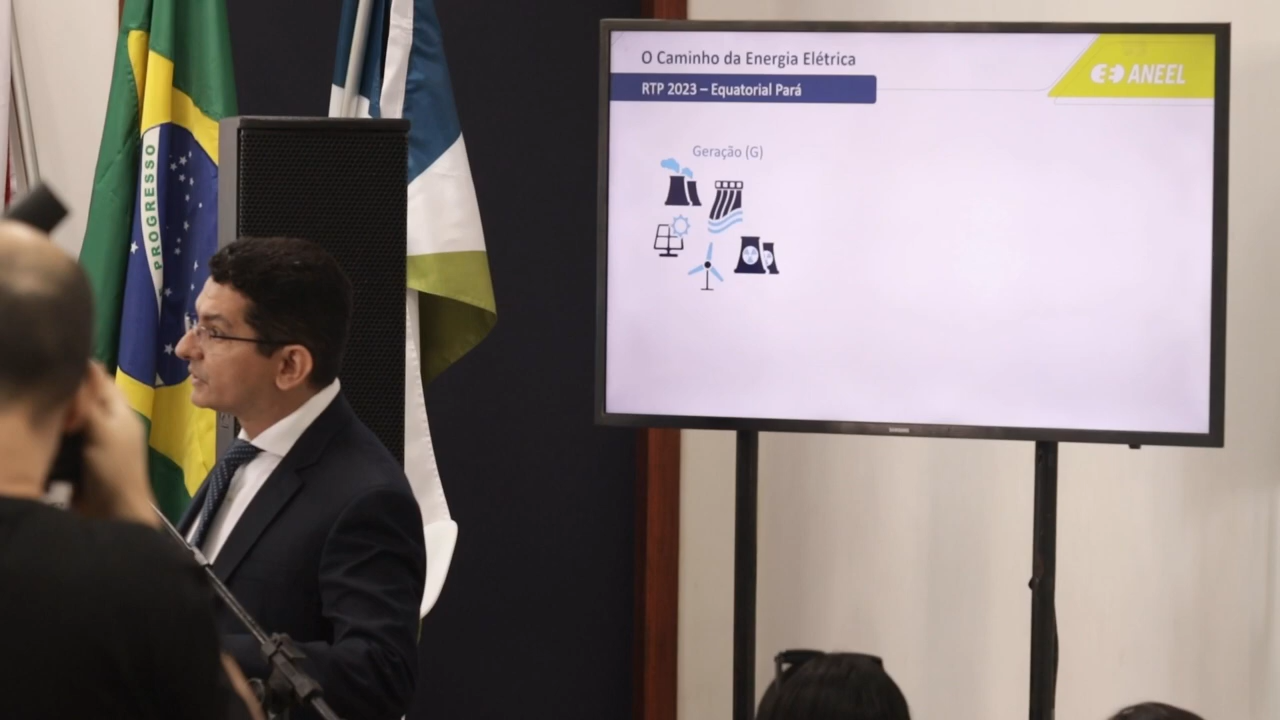 PROGRESSO
O Caminho da Energia Elétrica
ANEEL
RTP 2023 – Equatorial Pará
Geração (G)